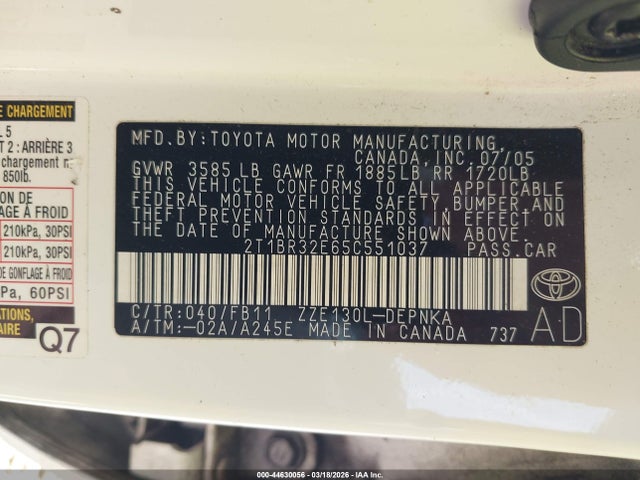 E CHARGEMENT
L 5
T 2 : ARRIÈRE 3
chargement n
850lb.
ION DE
FLAGE À FROID
210kPa, 30PSI
210kPa, 30PSI
DE GONFLAGE À FROID
Pa, 60PSI
ATIONS,
AIRE
Q7
MFD. BY: TOYOTA MOTOR MANUFACTURING,
CANADA, INC. 07/05
GVWR 3585 LB GAWR FR 1885LB RR 1720LB
THIS VEHICLE CONFORMS TO ALL APPLICABLE
FEDERAL MOTOR VEHICLE SAFETY, BUMPER AND
THEFT PREVENTION STANDARDS IN EFFECT ON
THE DATE OF MANUFACTURE SHOWN ABOVE.
2T1BR32E65C551037 PASS.CAR
C/TR: 040/FB11 ZZE130L-DEPNKA
A/TM:-02A/A245E MADE IN CANADA 737
AD
000-44630056 - 03/18/2026 - IAA Inc.